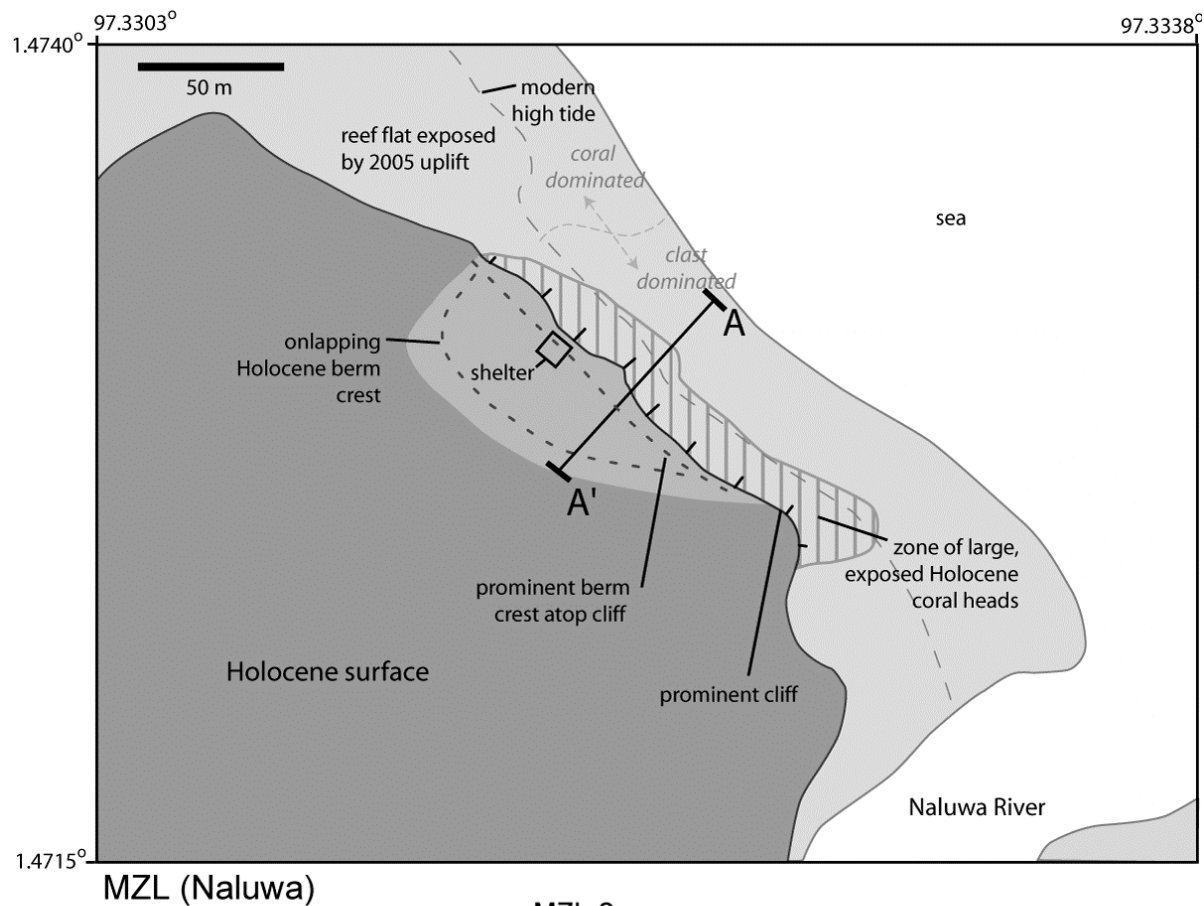 97.3303°
97.3338°
1.4740°
50 m
modern
high tide
reef flat exposed
by 2005 uplift
coral
dominated
sea
clast
dominated
A
onlapping
Holocene berm
crest
shelter
A'
zone of large,
exposed Holocene
coral heads
prominent berm
crest atop cliff
Holocene surface
prominent cliff
Naluwa River
1.4715°
MZL (Naluwa)